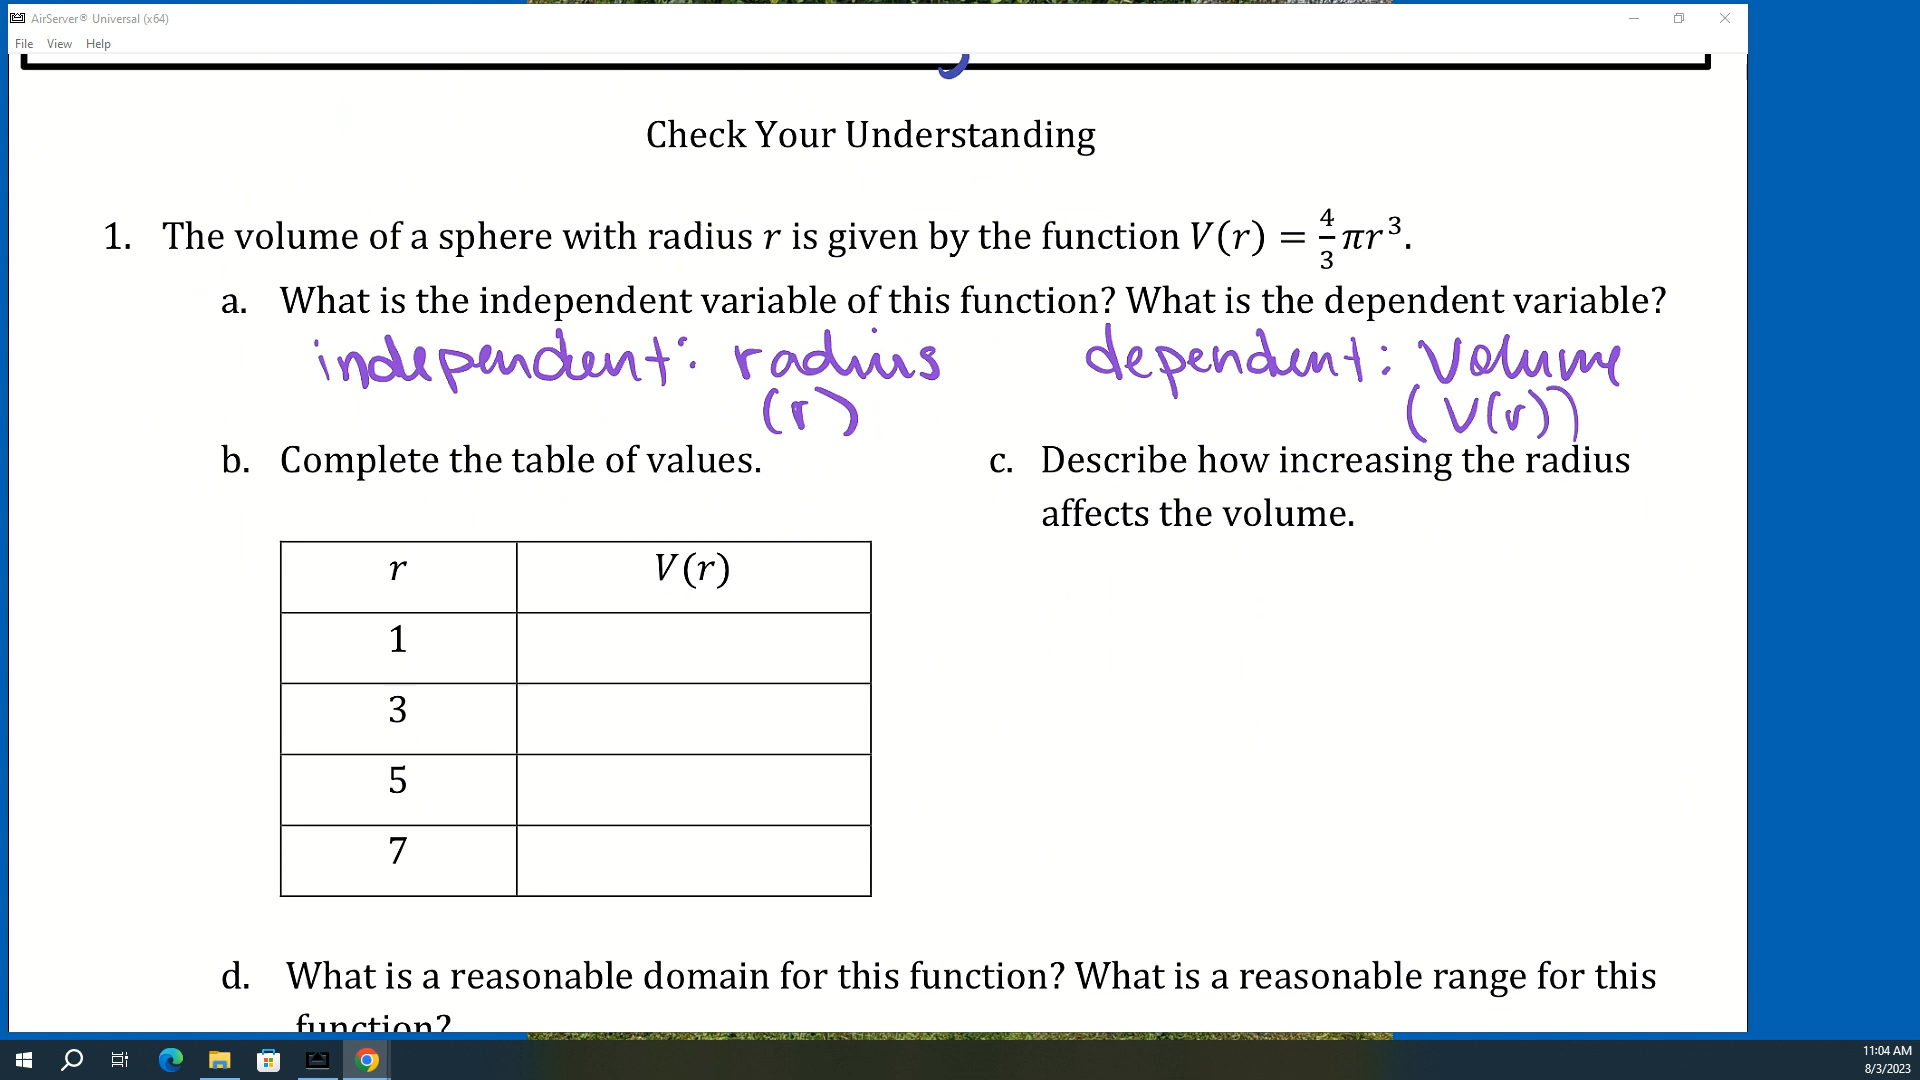 AirServer® Universal (x64)
File View Help
Check Your Understanding
1. The volume of a sphere with radius r is given by the function V(r) = 4/3 πr³.
a. What is the independent variable of this function? What is the dependent variable?
independent: radius dependent: volume
(r) (V(r))
b. Complete the table of values.
c. Describe how increasing the radius
affects the volume.
r V(r)
1
3
5
7
d. What is a reasonable domain for this function? What is a reasonable range for this
function?
11:04 AM
8/3/2023